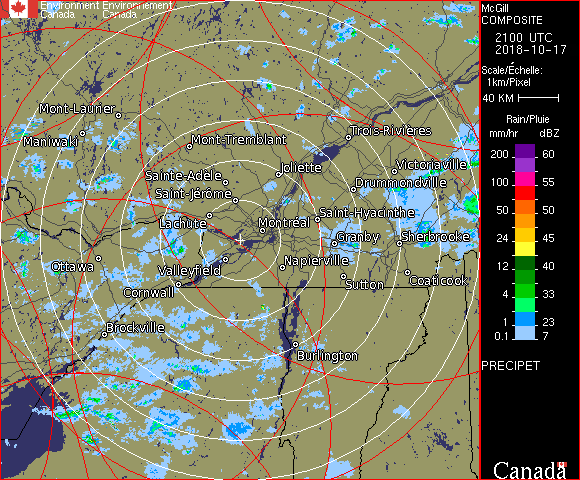 Environment Environnement
Canada Canada
McGill
COMPOSITE
2100 UTC
2018-10-17
Scale/Échelle:
1km/Pixel
40 KM
Rain/Pluie
mm/hr dBZ
200 60
100 55
50 50
24 45
12 40
4 33
1 23
0.1 7
PRECIPET
Canada
Mont-Laurier
Maniwaki
Mont-Tremblant
Trois-Rivières
Sainte-Adèle
Joliette
Victoriaville
Saint-Jérôme
Drummondville
Lachute
Montréal
Saint-Hyacinthe
Granby
Sherbrooke
Ottawa
Valleyfield
Napierville
Cornwall
Sutton
Coaticook
Brockville
Burlington